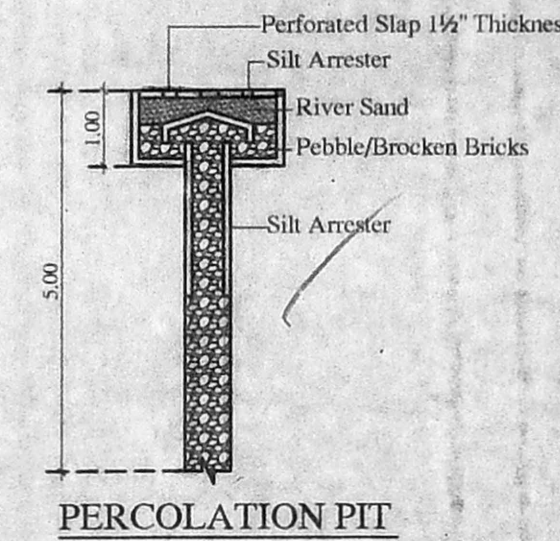 Perforated Slap 1½" Thicknes
Silt Arrester
River Sand
1.00
Pebble/Brocken Bricks
Silt Arrester
5.00
PERCOLATION PIT